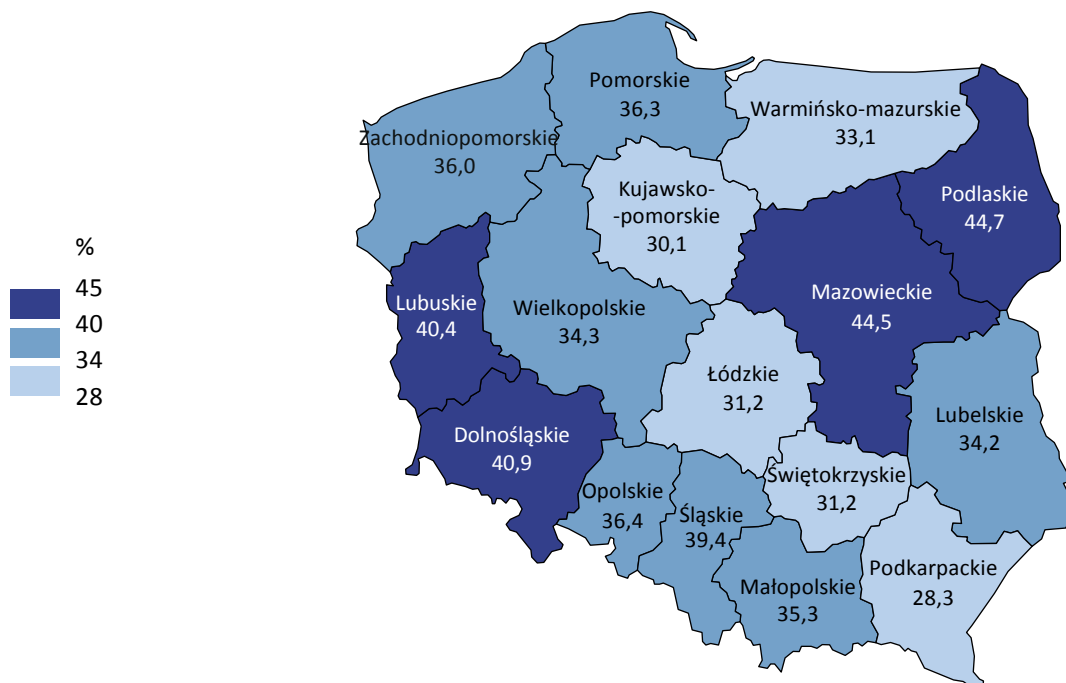 %
45
40
34
28
Pomorskie
36,3
Zachodniopomorskie
36,0
Warmińsko-mazurskie
33,1
Kujawsko-
-pomorskie
30,1
Podlaskie
44,7
Lubuskie
40,4
Wielkopolskie
34,3
Mazowieckie
44,5
Łódzkie
31,2
Lubelskie
34,2
Dolnośląskie
40,9
Opolskie
36,4
Śląskie
39,4
Świętokrzyskie
31,2
Małopolskie
35,3
Podkarpackie
28,3